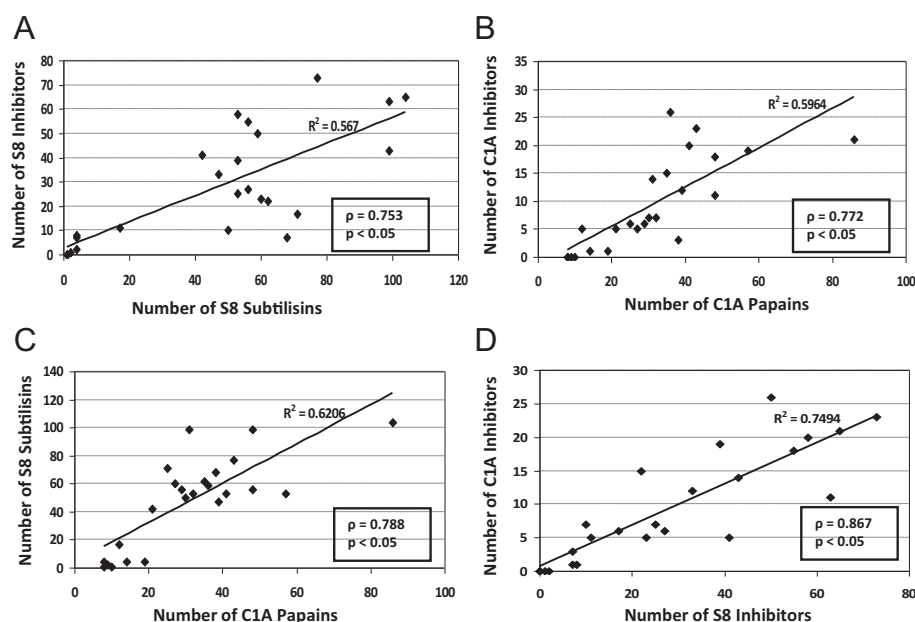 A
Number of S8 Inhibitors
80
70
60
50
40
30
20
10
0
R² = 0.567
ρ = 0.753
p < 0.05
0 20 40 60 80 100 120
Number of S8 Subtilisins
B
Number of C1A Inhibitors
35
30
25
20
15
10
5
0
R² = 0.5964
ρ = 0.772
p < 0.05
0 20 40 60 80 100
Number of C1A Papains
C
Number of S8 Subtilisins
140
120
100
80
60
40
20
0
R² = 0.6206
ρ = 0.788
p < 0.05
0 20 40 60 80 100
Number of C1A Papains
D
Number of C1A Inhibitors
30
25
20
15
10
5
0
R² = 0.7494
ρ = 0.867
p < 0.05
0 20 40 60 80
Number of S8 Inhibitors